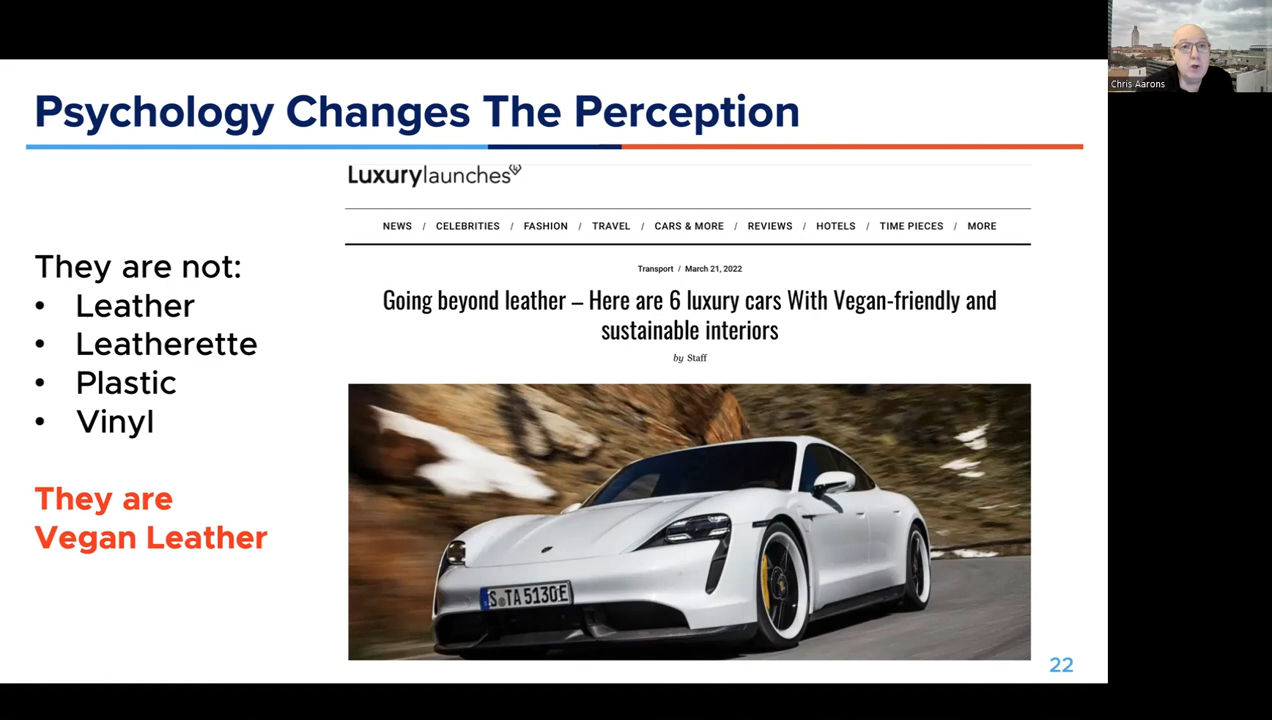 Psychology Changes The Perception
Chris Aarons
Luxurylaunches
NEWS / CELEBRITIES / FASHION / TRAVEL / CARS & MORE / REVIEWS / HOTELS / TIME PIECES / MORE
Transport / March 21, 2022
Going beyond leather – Here are 6 luxury cars With Vegan-friendly and
sustainable interiors
by Staff
They are not:
• Leather
• Leatherette
• Plastic
• Vinyl
They are
Vegan Leather
S TA 5130E
22